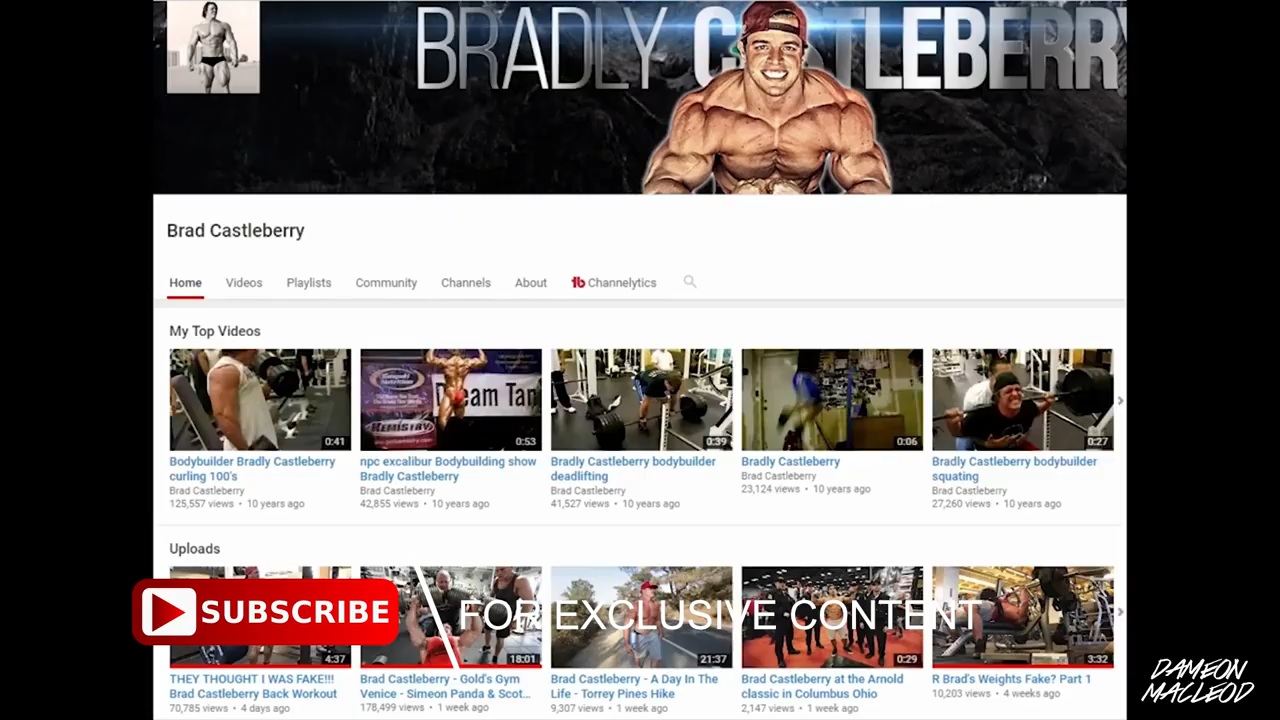 BRADLY CASTLEBERRY
Brad Castleberry
Home Videos Playlists Community Channels About Channelytics
My Top Videos
Dream Tan
0:41 0:53 0:39 0:06 0:27
Bodybuilder Bradly Castleberry
curling 100's
Brad Castleberry
125,557 views • 10 years ago
npc excalibur Bodybuilding show
Bradly Castleberry
Brad Castleberry
42,855 views • 10 years ago
Bradly Castleberry bodybuilder
deadlifting
Brad Castleberry
41,527 views • 10 years ago
Bradly Castleberry
Brad Castleberry
23,124 views • 10 years ago
Bradly Castleberry bodybuilder
squating
Brad Castleberry
27,260 views • 10 years ago
Uploads
SUBSCRIBE
FOR EXCLUSIVE CONTENT
4:37 18:01 21:37 0:29 3:32
THEY THOUGHT I WAS FAKE!!!
Brad Castleberry Back Workout
70,785 views • 4 days ago
Brad Castleberry - Gold's Gym
Venice - Simeon Panda & Scot...
178,499 views • 1 week ago
Brad Castleberry - A Day In The
Life - Torrey Pines Hike
9,307 views • 1 week ago
Brad Castleberry at the Arnold
classic in Columbus Ohio
2,147 views • 1 week ago
R Brad's Weights Fake? Part 1
10,203 views • 4 weeks ago
DAMEON
MACLEOD